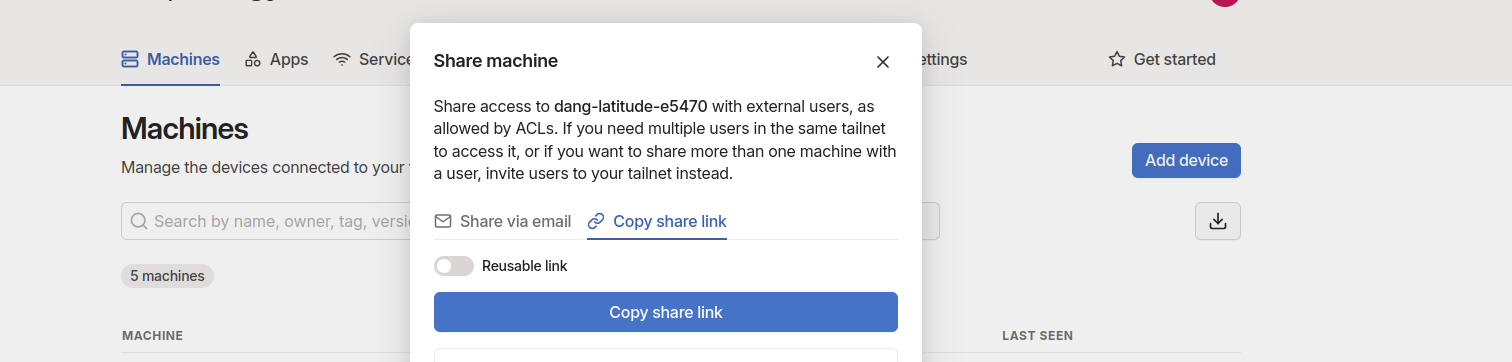 Machines
Apps
Service
ettings
Get started
Machines
Manage the devices connected to your
Add device
Search by name, owner, tag, versi
5 machines
MACHINE
LAST SEEN
Share machine
Share access to dang-latitude-e5470 with external users, as
allowed by ACLs. If you need multiple users in the same tailnet
to access it, or if you want to share more than one machine with
a user, invite users to your tailnet instead.
Share via email
Copy share link
Reusable link
Copy share link